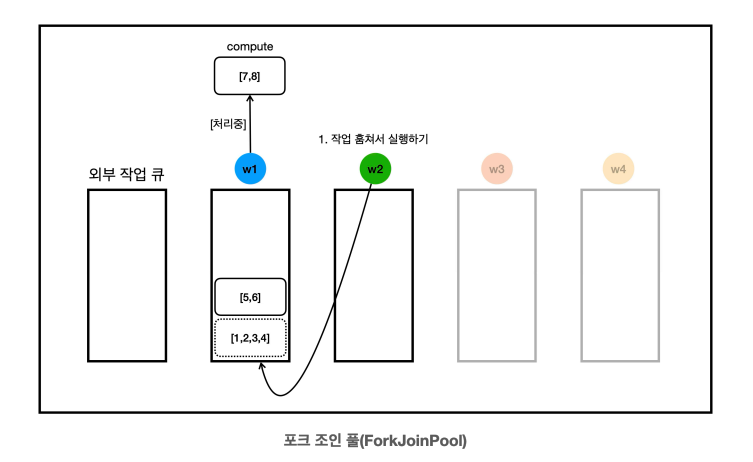 compute
[7,8]
[처리중]
1. 작업 훔쳐서 실행하기
외부 작업 큐
w1
w2
w3
w4
[5,6]
[1,2,3,4]
포크 조인 풀(ForkJoinPool)